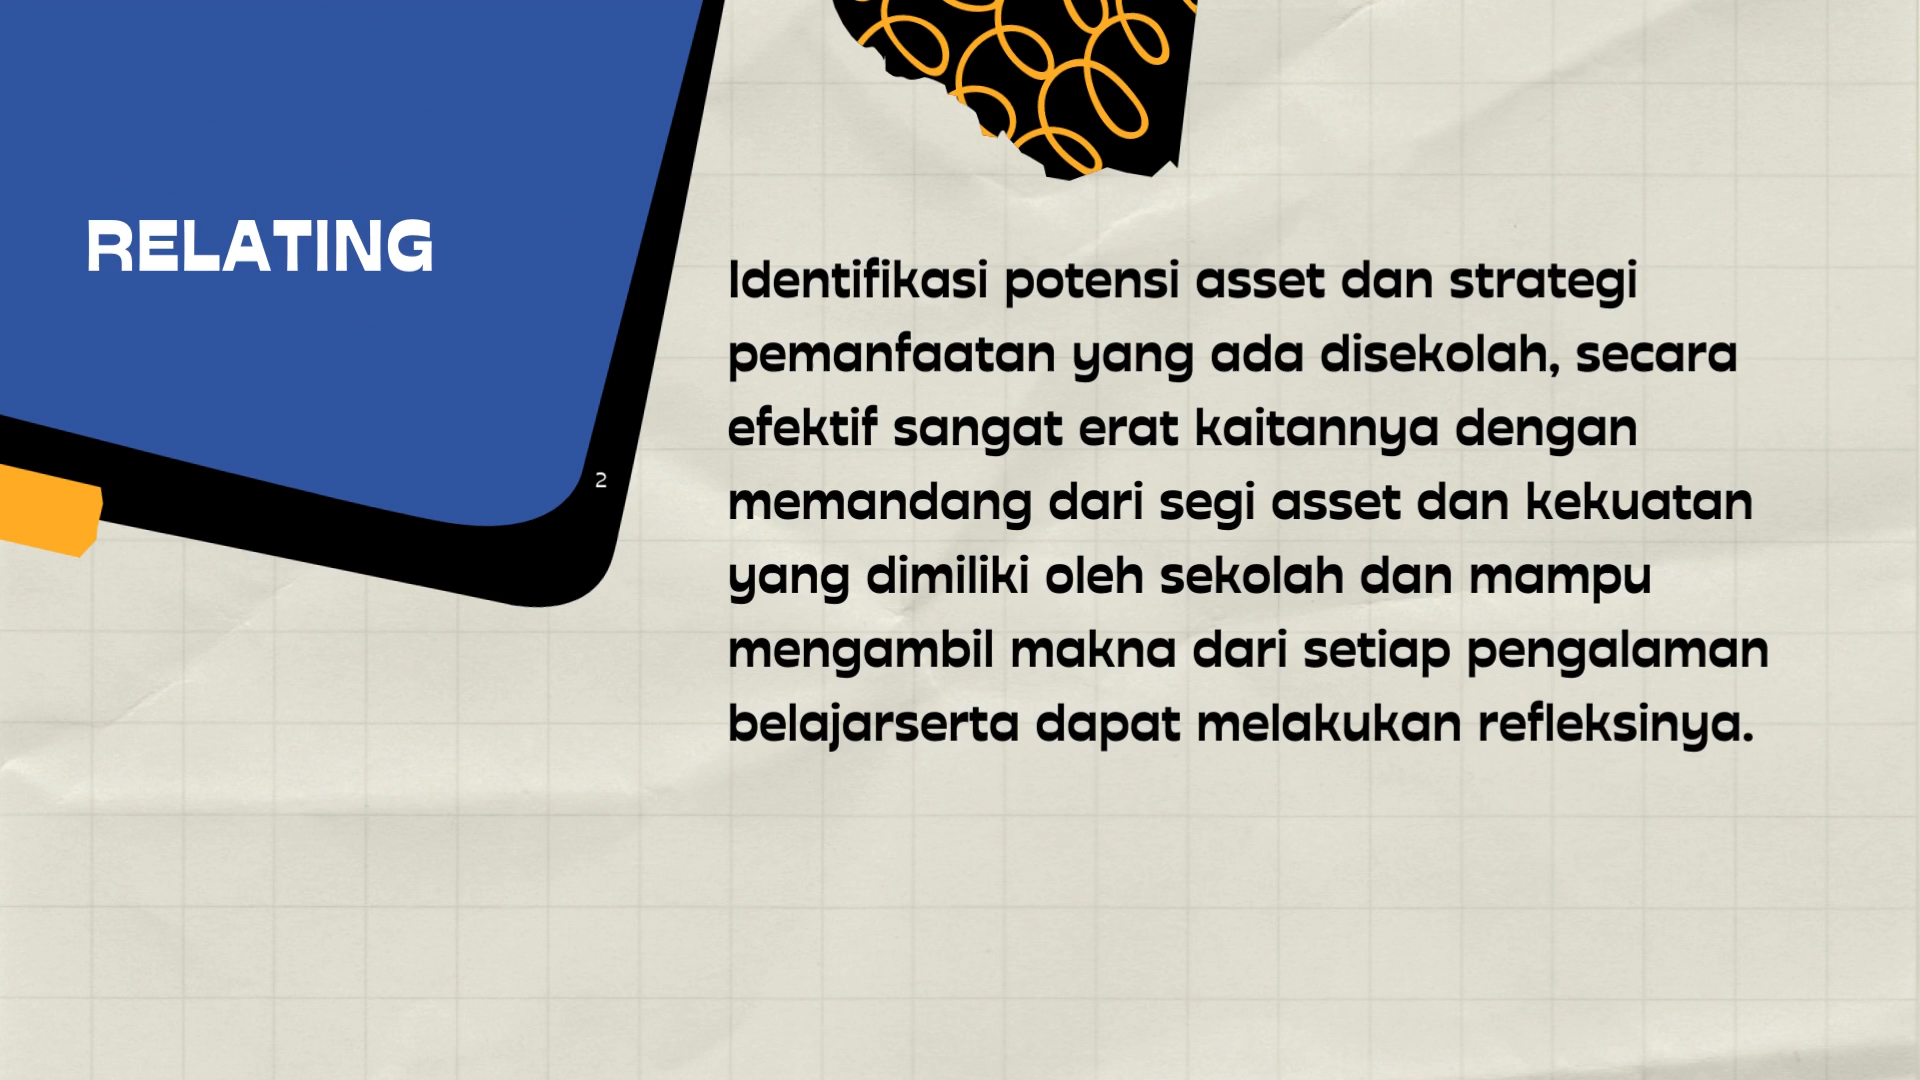 RELATING
Identifikasi potensi asset dan strategi
pemanfaatan yang ada disekolah, secara
efektif sangat erat kaitannya dengan
memandang dari segi asset dan kekuatan
yang dimiliki oleh sekolah dan mampu
mengambil makna dari setiap pengalaman
belajarserta dapat melakukan refleksinya.
2